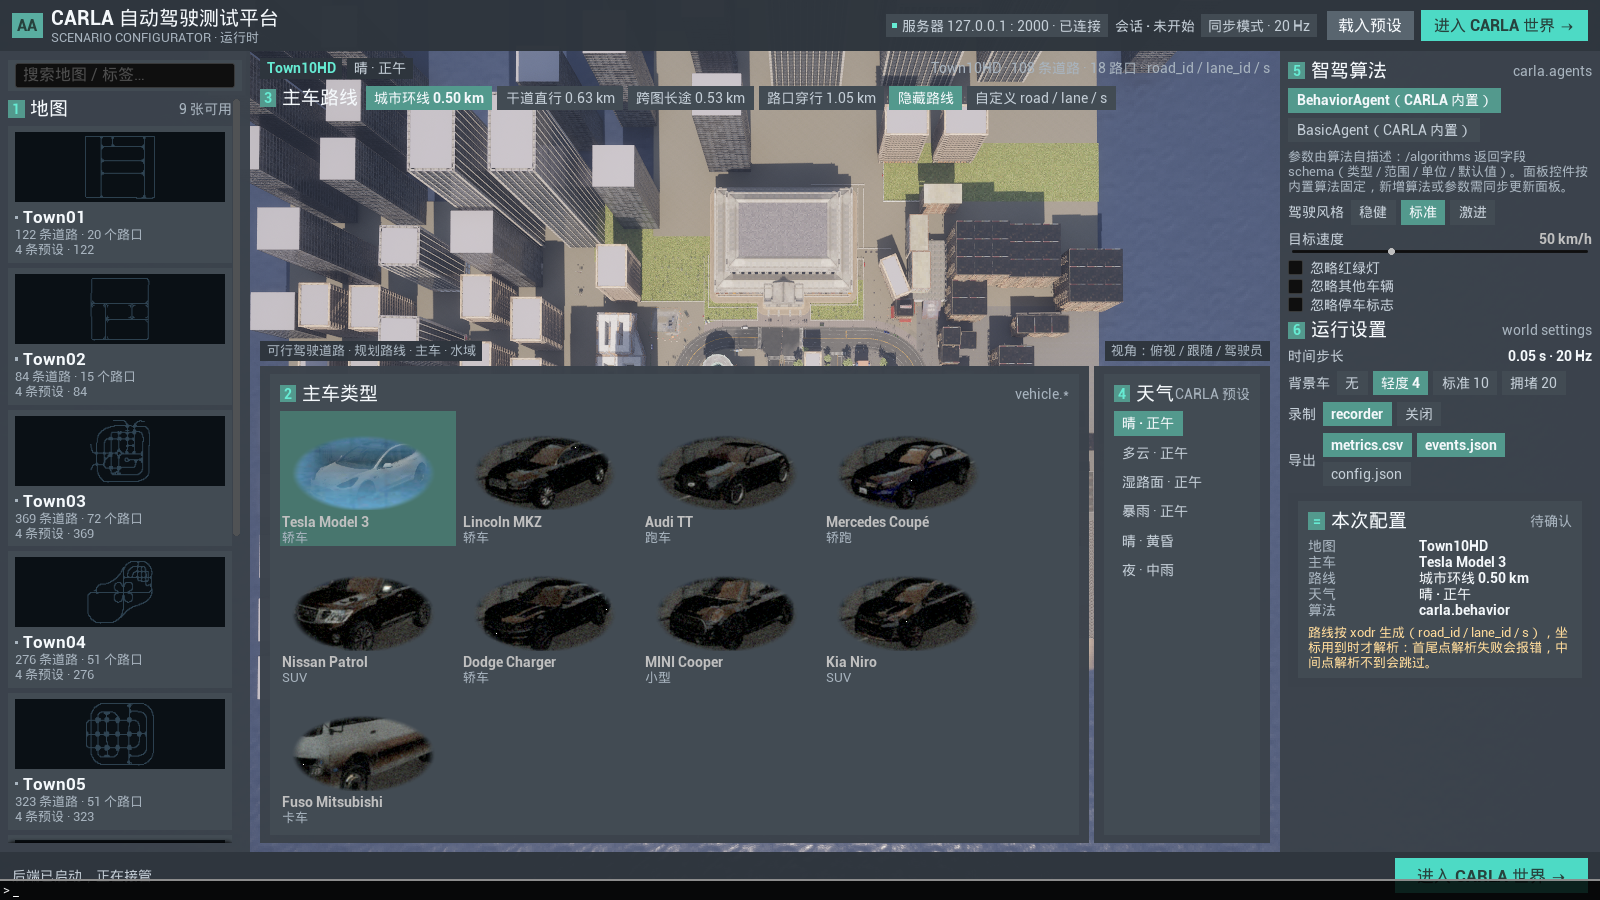 AA
CARLA 自动驾驶测试平台
SCENARIO CONFIGURATOR · 运行时
服务器 127.0.0.1 : 2000 · 已连接
会话 · 未开始
同步模式 · 20 Hz
载入预设
进入 CARLA 世界 →
搜索地图 / 标签...
1 地图
9 张可用
Town01
122 条道路 · 20 个路口
4 条预设 · 122
Town02
84 条道路 · 15 个路口
4 条预设 · 84
Town03
369 条道路 · 72 个路口
4 条预设 · 369
Town04
276 条道路 · 51 个路口
4 条预设 · 276
Town05
323 条道路 · 51 个路口
4 条预设 · 323
Town10HD 晴 · 正午
Town10HD · 109 条道路 · 18 路口 road_id / lane_id / s
3 主车路线
城市环线 0.50 km
干道直行 0.63 km
跨图长途 0.53 km
路口穿行 1.05 km
隐藏路线
自定义 road / lane / s
可行驾驶道路 · 规划路线 · 主车 · 水域
视角 : 俯视 / 跟随 / 驾驶员
2 主车类型
vehicle.*
Tesla Model 3
轿车
Lincoln MKZ
轿车
Audi TT
跑车
Mercedes Coupé
轿跑
Nissan Patrol
SUV
Dodge Charger
轿车
MINI Cooper
小型
Kia Niro
SUV
Fuso Mitsubishi
卡车
4 天气
CARLA 预设
晴 · 正午
多云 · 正午
湿路面 · 正午
暴雨 · 正午
晴 · 黄昏
夜 · 中雨
5 智驾算法
carla.agents
BehaviorAgent（CARLA 内置）
BasicAgent（CARLA 内置）
参数由算法自描述：/algorithms 返回字段
schema（类型 / 范围 / 单位 / 默认值）。面板控件按
内置算法固定，新增算法或参数需同步更新面板。
驾驶风格 稳健 标准 激进
目标速度 50 km/h
忽略红绿灯
忽略其他车辆
忽略停车标志
6 运行设置
world settings
时间步长 0.05 s · 20 Hz
背景车 无 轻度 4 标准 10 拥堵 20
录制 recorder 关闭
导出 metrics.csv events.json
config.json
= 本次配置
待确认
地图 Town10HD
主车 Tesla Model 3
路线 城市环线 0.50 km
天气 晴 · 正午
算法 carla.behavior
路线按 xodr 生成（road_id / lane_id / s），坐
标用到时才解析：首尾点解析失败会报错，中
间点解析不到会跳过。
后端已启动，正在接管
进入 CARLA 世界 →
>_